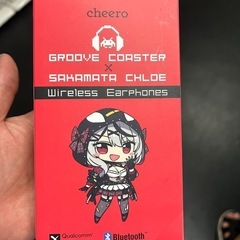 cheero
GROOVE COASTER
×
SAKAMATA CHLOE
Wireless Earphones
Qualcomm
Bluetooth